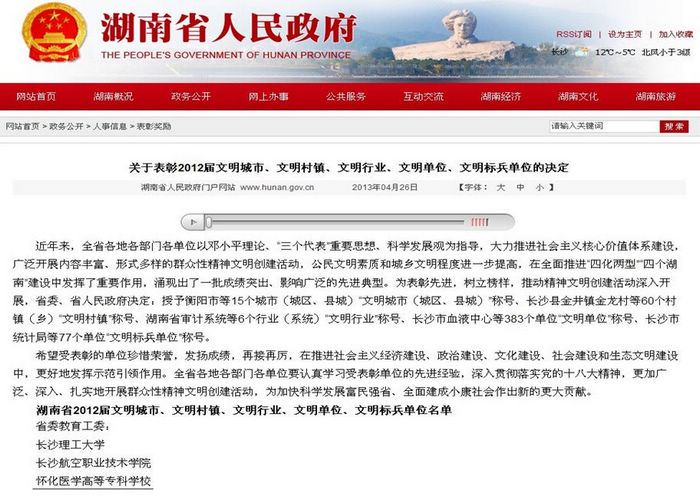 湖南省人民政府
THE PEOPLE'S GOVERNMENT OF HUNAN PROVINCE
RSS订阅 | 设为主页 | 加入收藏
长沙 12℃~5℃ 北风小于3级
网站首页 湖南概况 政务公开 网上办事 公共服务 互动交流 湖南经济 湖南文化 湖南旅游
网站首页 > 政务公开 > 人事信息 > 表彰奖励 请输入关键词 搜索
关于表彰2012届文明城市、文明村镇、文明行业、文明单位、文明标兵单位的决定
湖南省人民政府门户网站 www.hunan.gov.cn 2013年04月26日 【字体: 大 中 小 】
近年来，全省各地各部门各单位以邓小平理论、“三个代表”重要思想、科学发展观为指导，大力推进社会主义核心价值体系建设，
广泛开展内容丰富、形式多样的群众性精神文明创建活动，公民文明素质和城乡文明程度进一步提高，在全面推进“四化两型”“四个湖
南”建设中发挥了重要作用，涌现出了一批成绩突出、影响广泛的先进典型。为表彰先进，树立榜样，推动精神文明创建活动深入开
展，省委、省人民政府决定，授予衡阳市等15个城市（城区、县城）“文明城市（城区、县城）”称号、长沙县金井镇金龙村等60个村
镇（乡）“文明村镇”称号、湖南省审计系统等6个行业（系统）“文明行业”称号、长沙市血液中心等383个单位“文明单位”称号、长沙市
统计局等77个单位“文明标兵单位”称号。
希望受表彰的单位珍惜荣誉，发扬成绩，再接再厉，在推进社会主义经济建设、政治建设、文化建设、社会建设和生态文明建设
中，更好地发挥示范引领作用。全省各地各部门各单位要认真学习受表彰单位的先进经验，深入贯彻落实党的十八大精神，更加广
泛、深入、扎实地开展群众性精神文明创建活动，为加快科学发展富民强省、全面建成小康社会作出新的更大贡献。
湖南省2012届文明城市、文明村镇、文明行业、文明单位、文明标兵单位名单
省委教育工委：
长沙理工大学
长沙航空职业技术学院
怀化医学高等专科学校